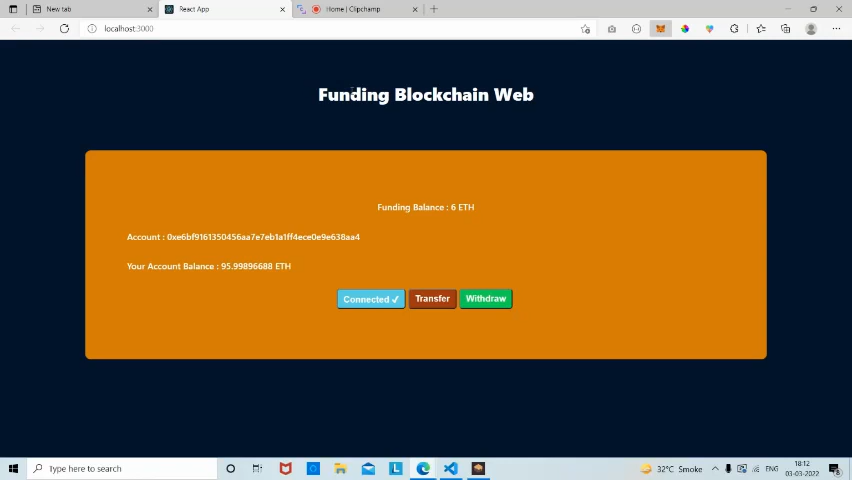 New tab
React App
Home | Clipchamp
localhost:3000
Funding Blockchain Web
Funding Balance : 6 ETH
Account : 0xe6bf9161350456aa7e7eb1a1ff4ece0e9e638aa4
Your Account Balance : 95.99896688 ETH
Connected ✓ Transfer Withdraw
Type here to search
L
32°C Smoke
ENG
18:12
03-03-2022